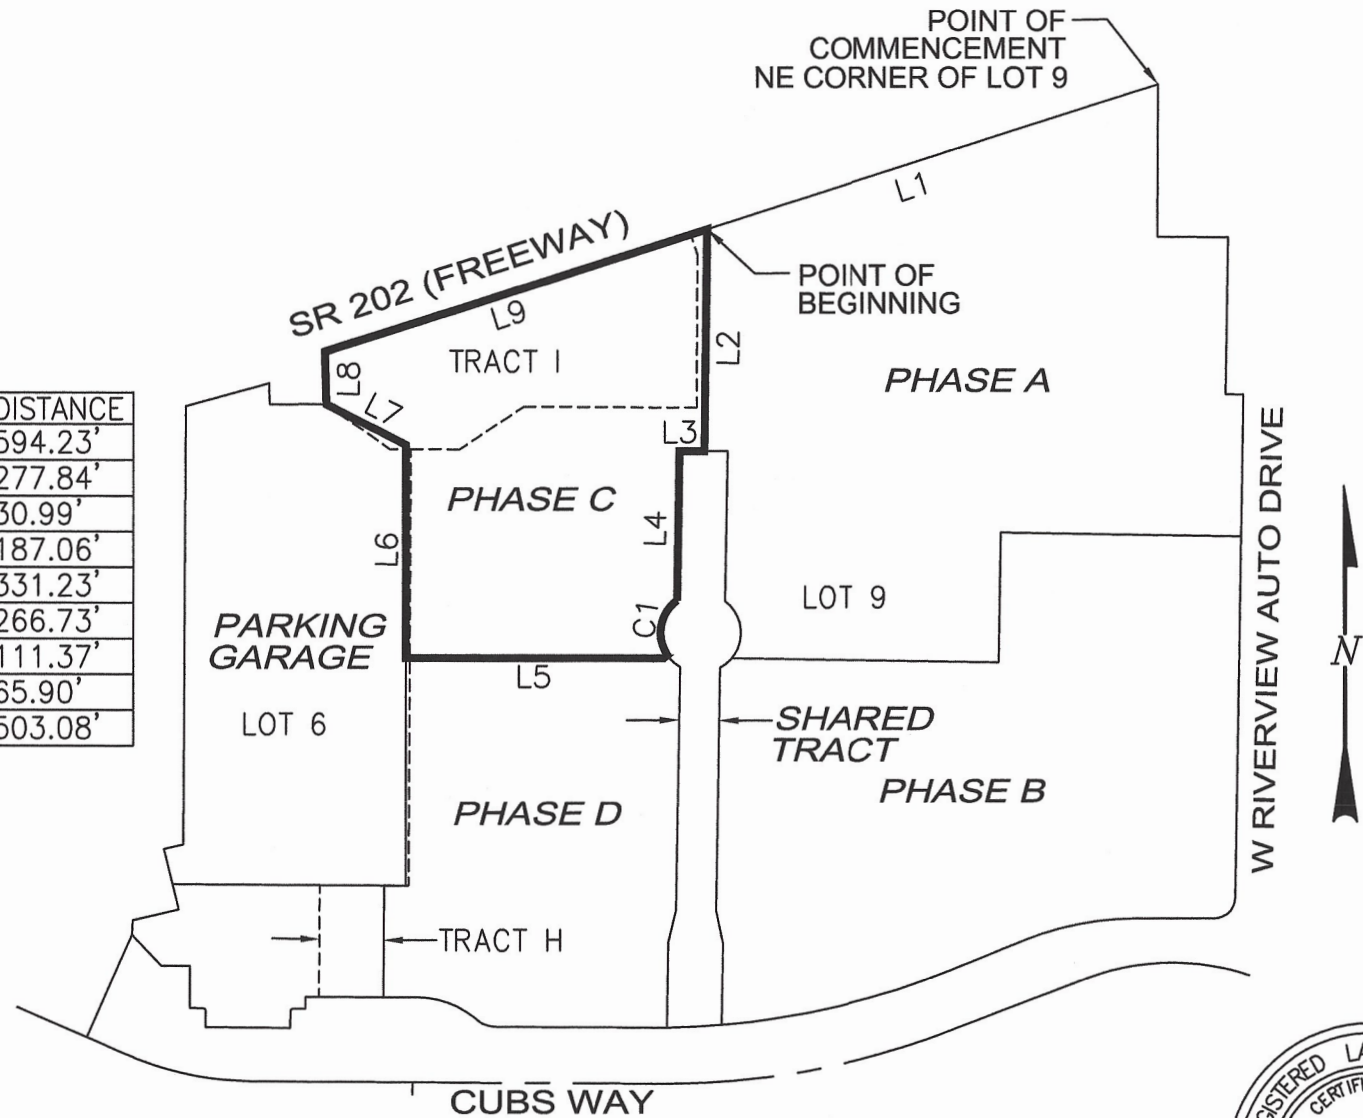 POINT OF
COMMENCEMENT
NE CORNER OF LOT 9
L1
SR 202 (FREEWAY)
POINT OF
BEGINNING
L9
L2
TRACT I
L8
PHASE A
L7
DISTANCE
594.23'
277.84'
30.99'
187.06'
331.23'
266.73'
111.37'
65.90'
503.08'
L3
PHASE C
L4
L6
LOT 9
C1
PARKING
GARAGE
L5
LOT 6
SHARED
TRACT
PHASE B
PHASE D
W RIVERVIEW AUTO DRIVE
N
TRACT H
CUBS WAY